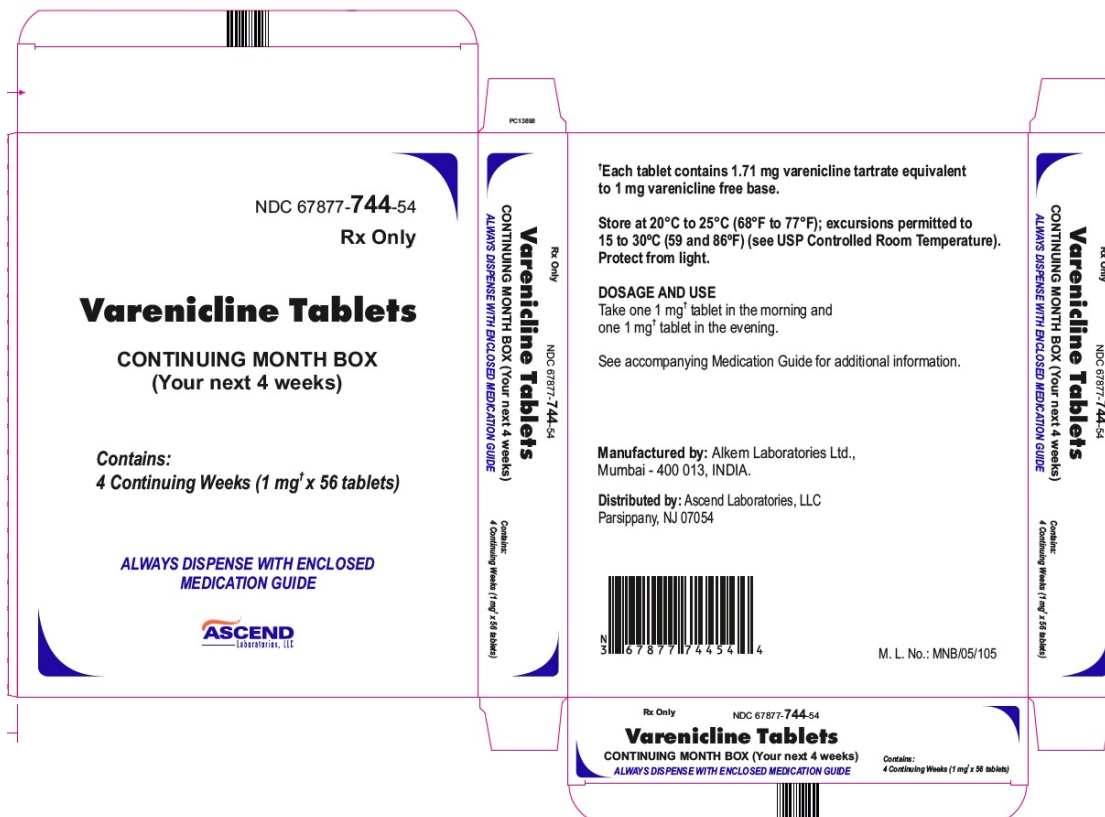 PC13898
NDC 67877-744-54
Rx Only
Varenicline Tablets
CONTINUING MONTH BOX
(Your next 4 weeks)
Contains:
4 Continuing Weeks (1 mg† x 56 tablets)
ALWAYS DISPENSE WITH ENCLOSED
MEDICATION GUIDE
ASCEND
Laboratories, LLC
Rx Only
NDC 67877-744-54
Varenicline Tablets
CONTINUING MONTH BOX (Your next 4 weeks)
ALWAYS DISPENSE WITH ENCLOSED MEDICATION GUIDE
Contains:
4 Continuing Weeks (1 mg† x 56 tablets)
†Each tablet contains 1.71 mg varenicline tartrate equivalent
to 1 mg varenicline free base.
Store at 20°C to 25°C (68°F to 77°F); excursions permitted to
15 to 30ºC (59 and 86ºF) (see USP Controlled Room Temperature).
Protect from light.
DOSAGE AND USE
Take one 1 mg† tablet in the morning and
one 1 mg† tablet in the evening.
See accompanying Medication Guide for additional information.
Manufactured by: Alkem Laboratories Ltd.,
Mumbai - 400 013, INDIA.
Distributed by: Ascend Laboratories, LLC
Parsippany, NJ 07054
N
3 67877 74454 4
M. L. No.: MNB/05/105
Rx Only
NDC 67877-744-54
Varenicline Tablets
CONTINUING MONTH BOX (Your next 4 weeks)
ALWAYS DISPENSE WITH ENCLOSED MEDICATION GUIDE
Contains:
4 Continuing Weeks (1 mg† x 56 tablets)
Rx Only
NDC 67877-744-54
Varenicline Tablets
CONTINUING MONTH BOX (Your next 4 weeks)
ALWAYS DISPENSE WITH ENCLOSED MEDICATION GUIDE
Contains:
4 Continuing Weeks (1 mg† x 56 tablets)